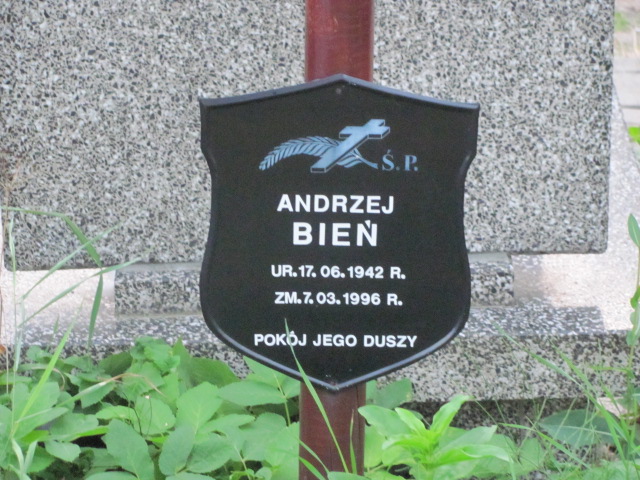 Ś.P.
ANDRZEJ
BIEŃ
UR.17.06.1942 R.
ZM.7.03.1996 R.
POKÓJ JEGO DUSZY